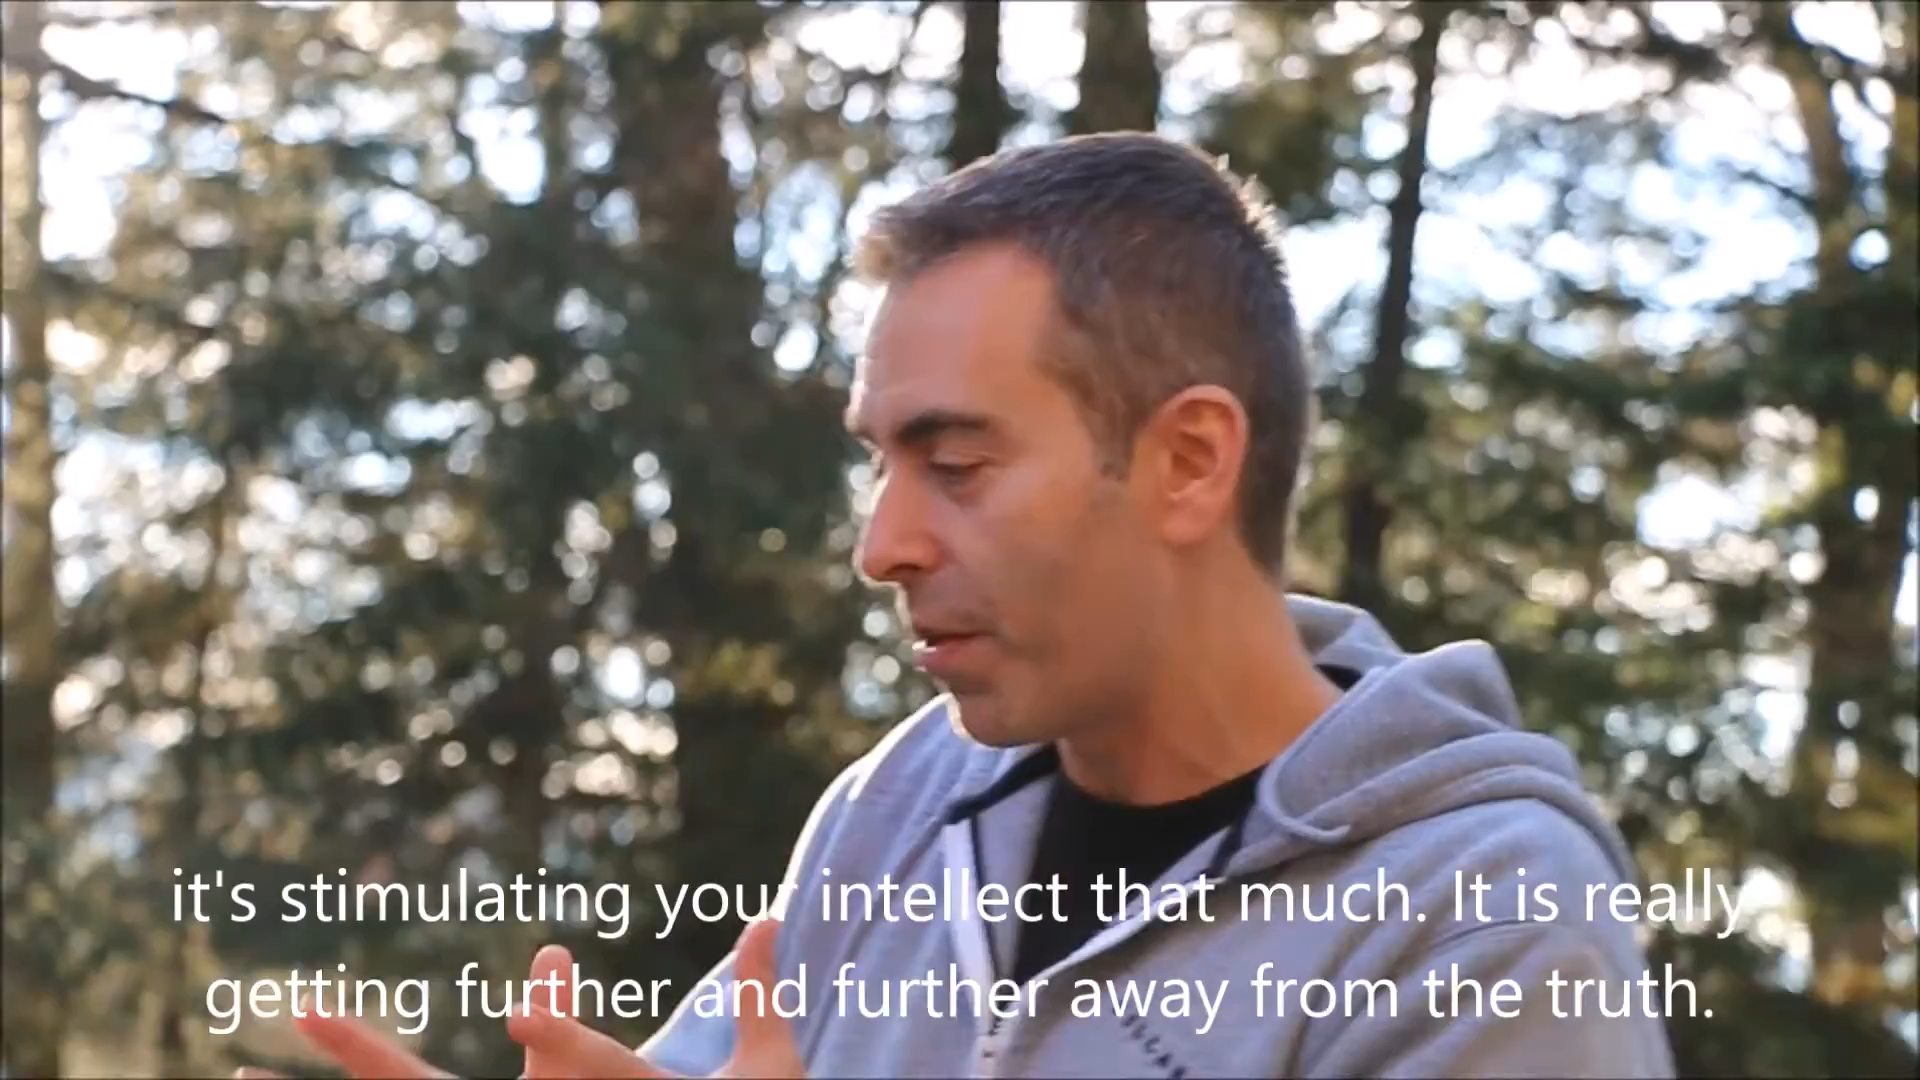 it's stimulating your intellect that much. It is really
getting further and further away from the truth.